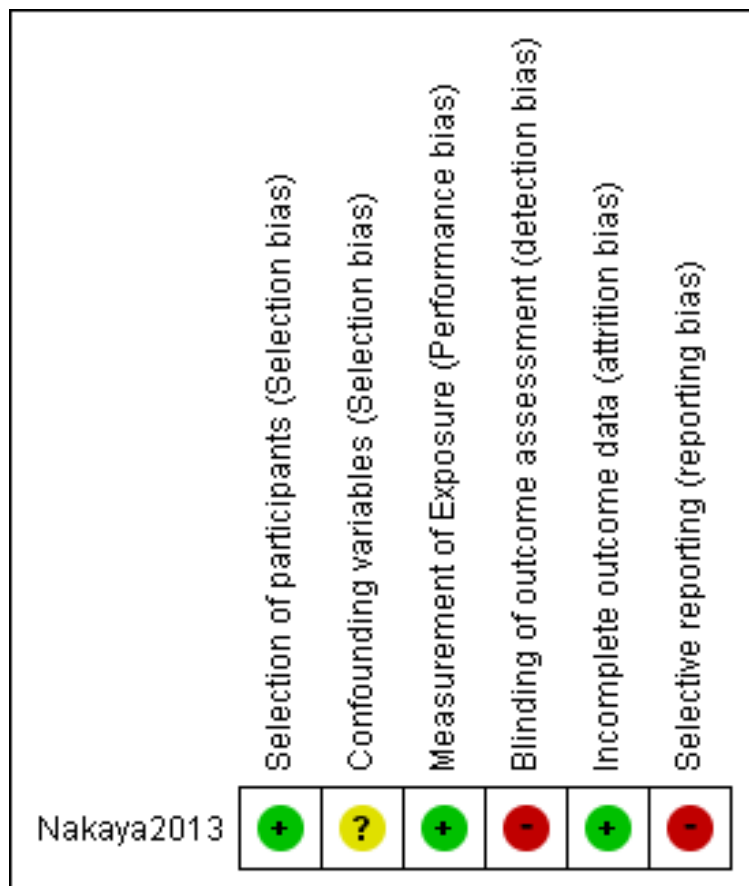 Selection of participants (Selection bias)
Confounding variables (Selection bias)
Measurement of Exposure (Performance bias)
Blinding of outcome assessment (detection bias)
Incomplete outcome data (attrition bias)
Selective reporting (reporting bias)
Nakaya2013 + ? + - + -